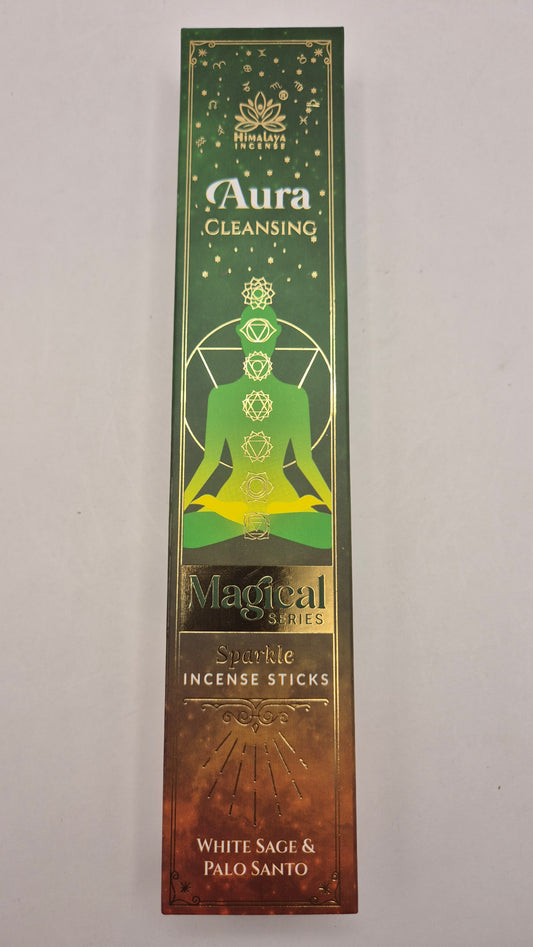 ®
HIMALAYA
INCENSE
Aura
CLEANSING
Magical
SERIES
Sparkle
INCENSE STICKS
WHITE SAGE &
PALO SANTO